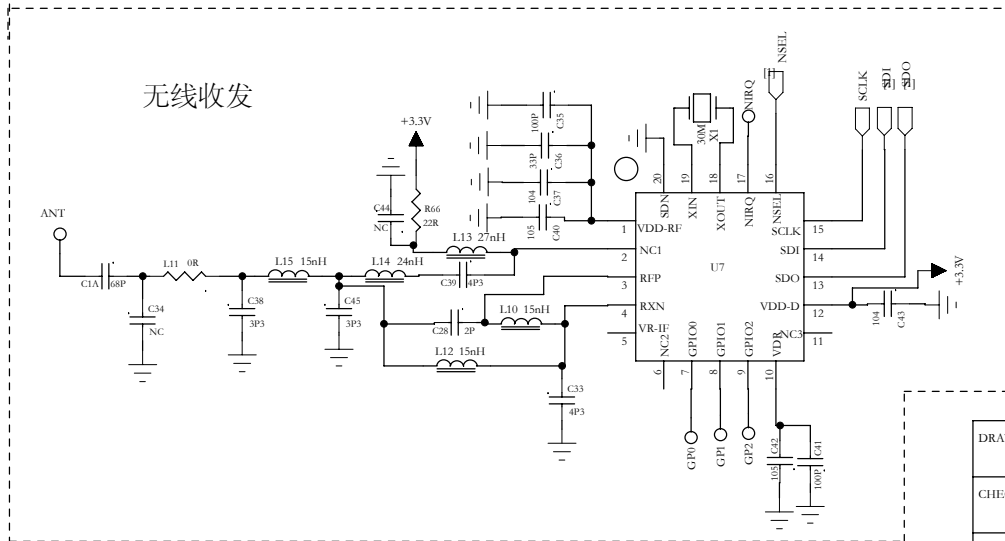 无线收发
ANT
C1A 68P
C34
NC
L11 0R
C38
3P3
L15 15nH
C45
3P3
L14 24nH
C39 4P3
+3.3V
C44
NC
R66
22R
L13 27nH
C28 2P
L10 15nH
L12 15nH
C33
4P3
100P C35
33P C36
104 C37
105 C40
30M X1
NIRQ
NSEL
SCLK
SDI
SDO
20 SDN
19 XIN
18 XOUT
17 NIRQ
16 NSEL
1 VDD-RF
2 NC1
3 RFP
4 RXN
5 VR-IF
6 NC2
7 GPIO0
8 GPIO1
9 GPIO2
10 VDR
11 NC3
12 VDD-D
13 SDO
14 SDI
15 SCLK
U7
+3.3V
104 C43
GP0
GP1
GP2
105 C42
100P C41
DRA
CHE